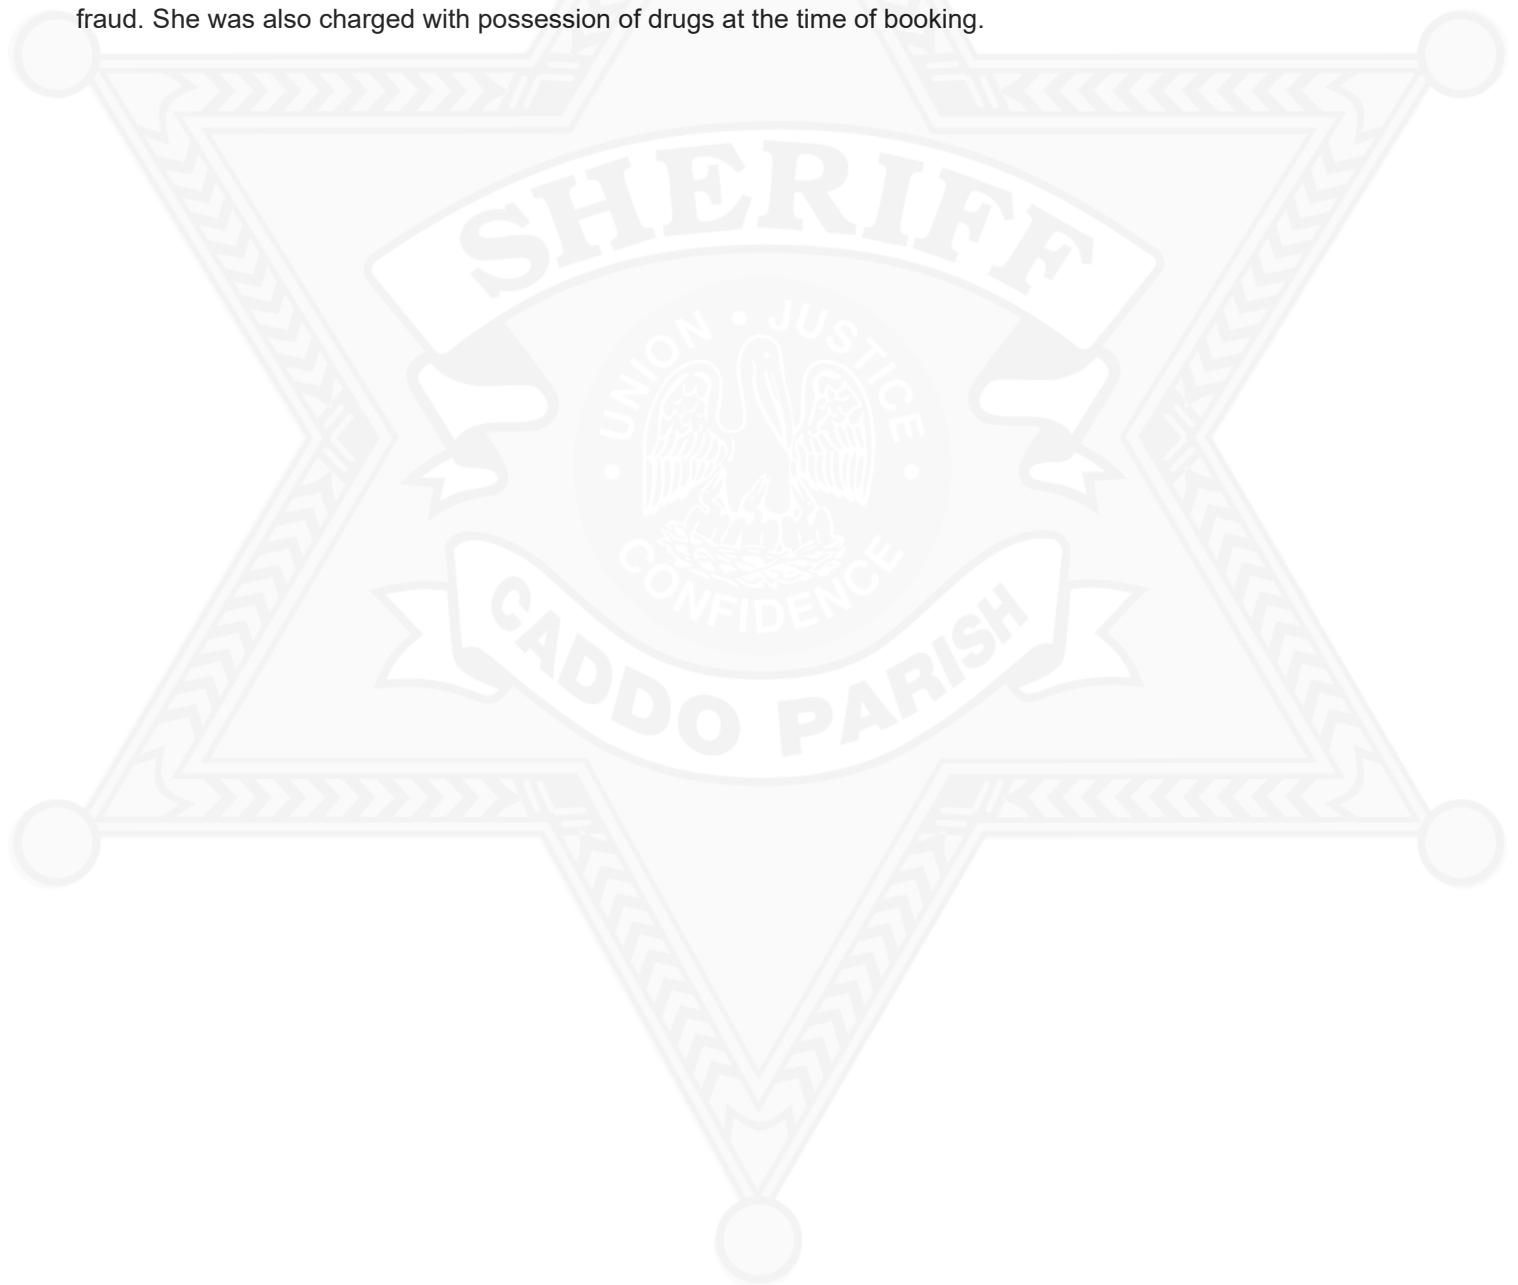 fraud. She was also charged with possession of drugs at the time of booking.
SHERIFF
UNION • JUSTICE
• CONFIDENCE •
CADDO PARISH